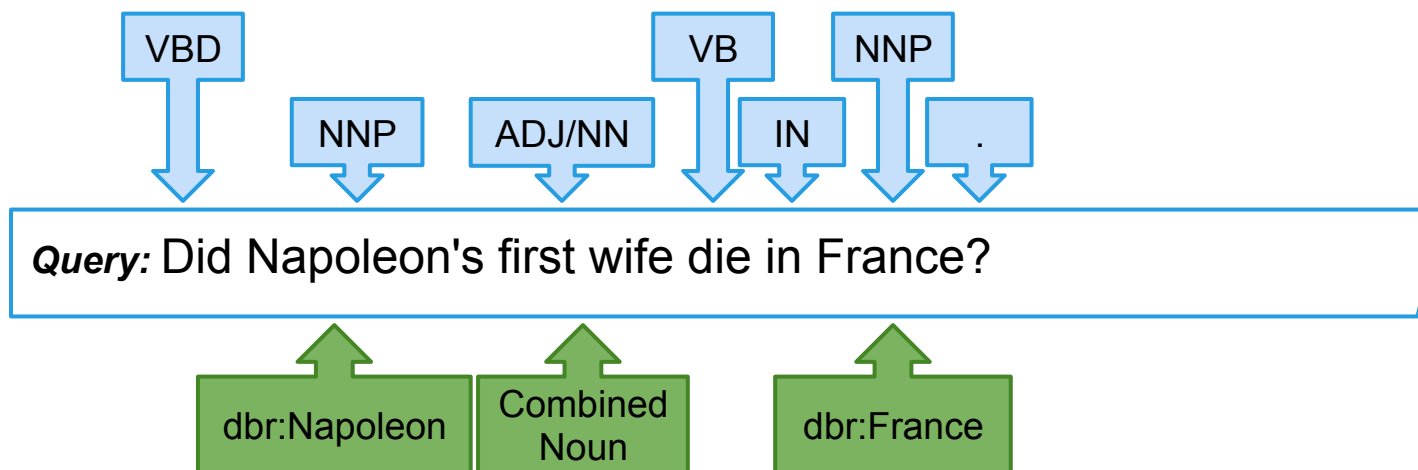 VBD
VB
NNP
NNP
ADJ/NN
IN
.
Query: Did Napoleon's first wife die in France?
dbr:Napoleon
Combined
Noun
dbr:France